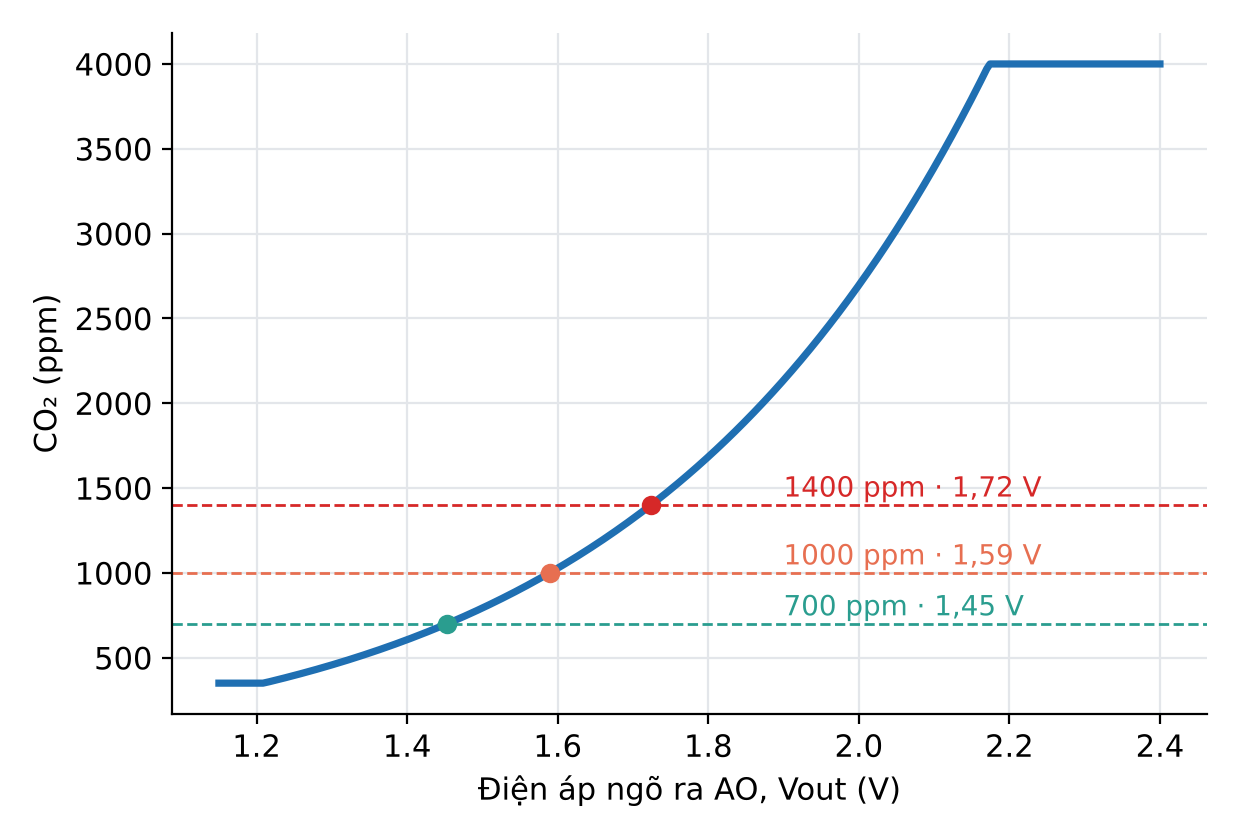 4000
3500
3000
2500
2000
1500
1000
500
CO₂ (ppm)
1400 ppm · 1,72 V
1000 ppm · 1,59 V
700 ppm · 1,45 V
1.2 1.4 1.6 1.8 2.0 2.2 2.4
Điện áp ngõ ra AO, Vout (V)